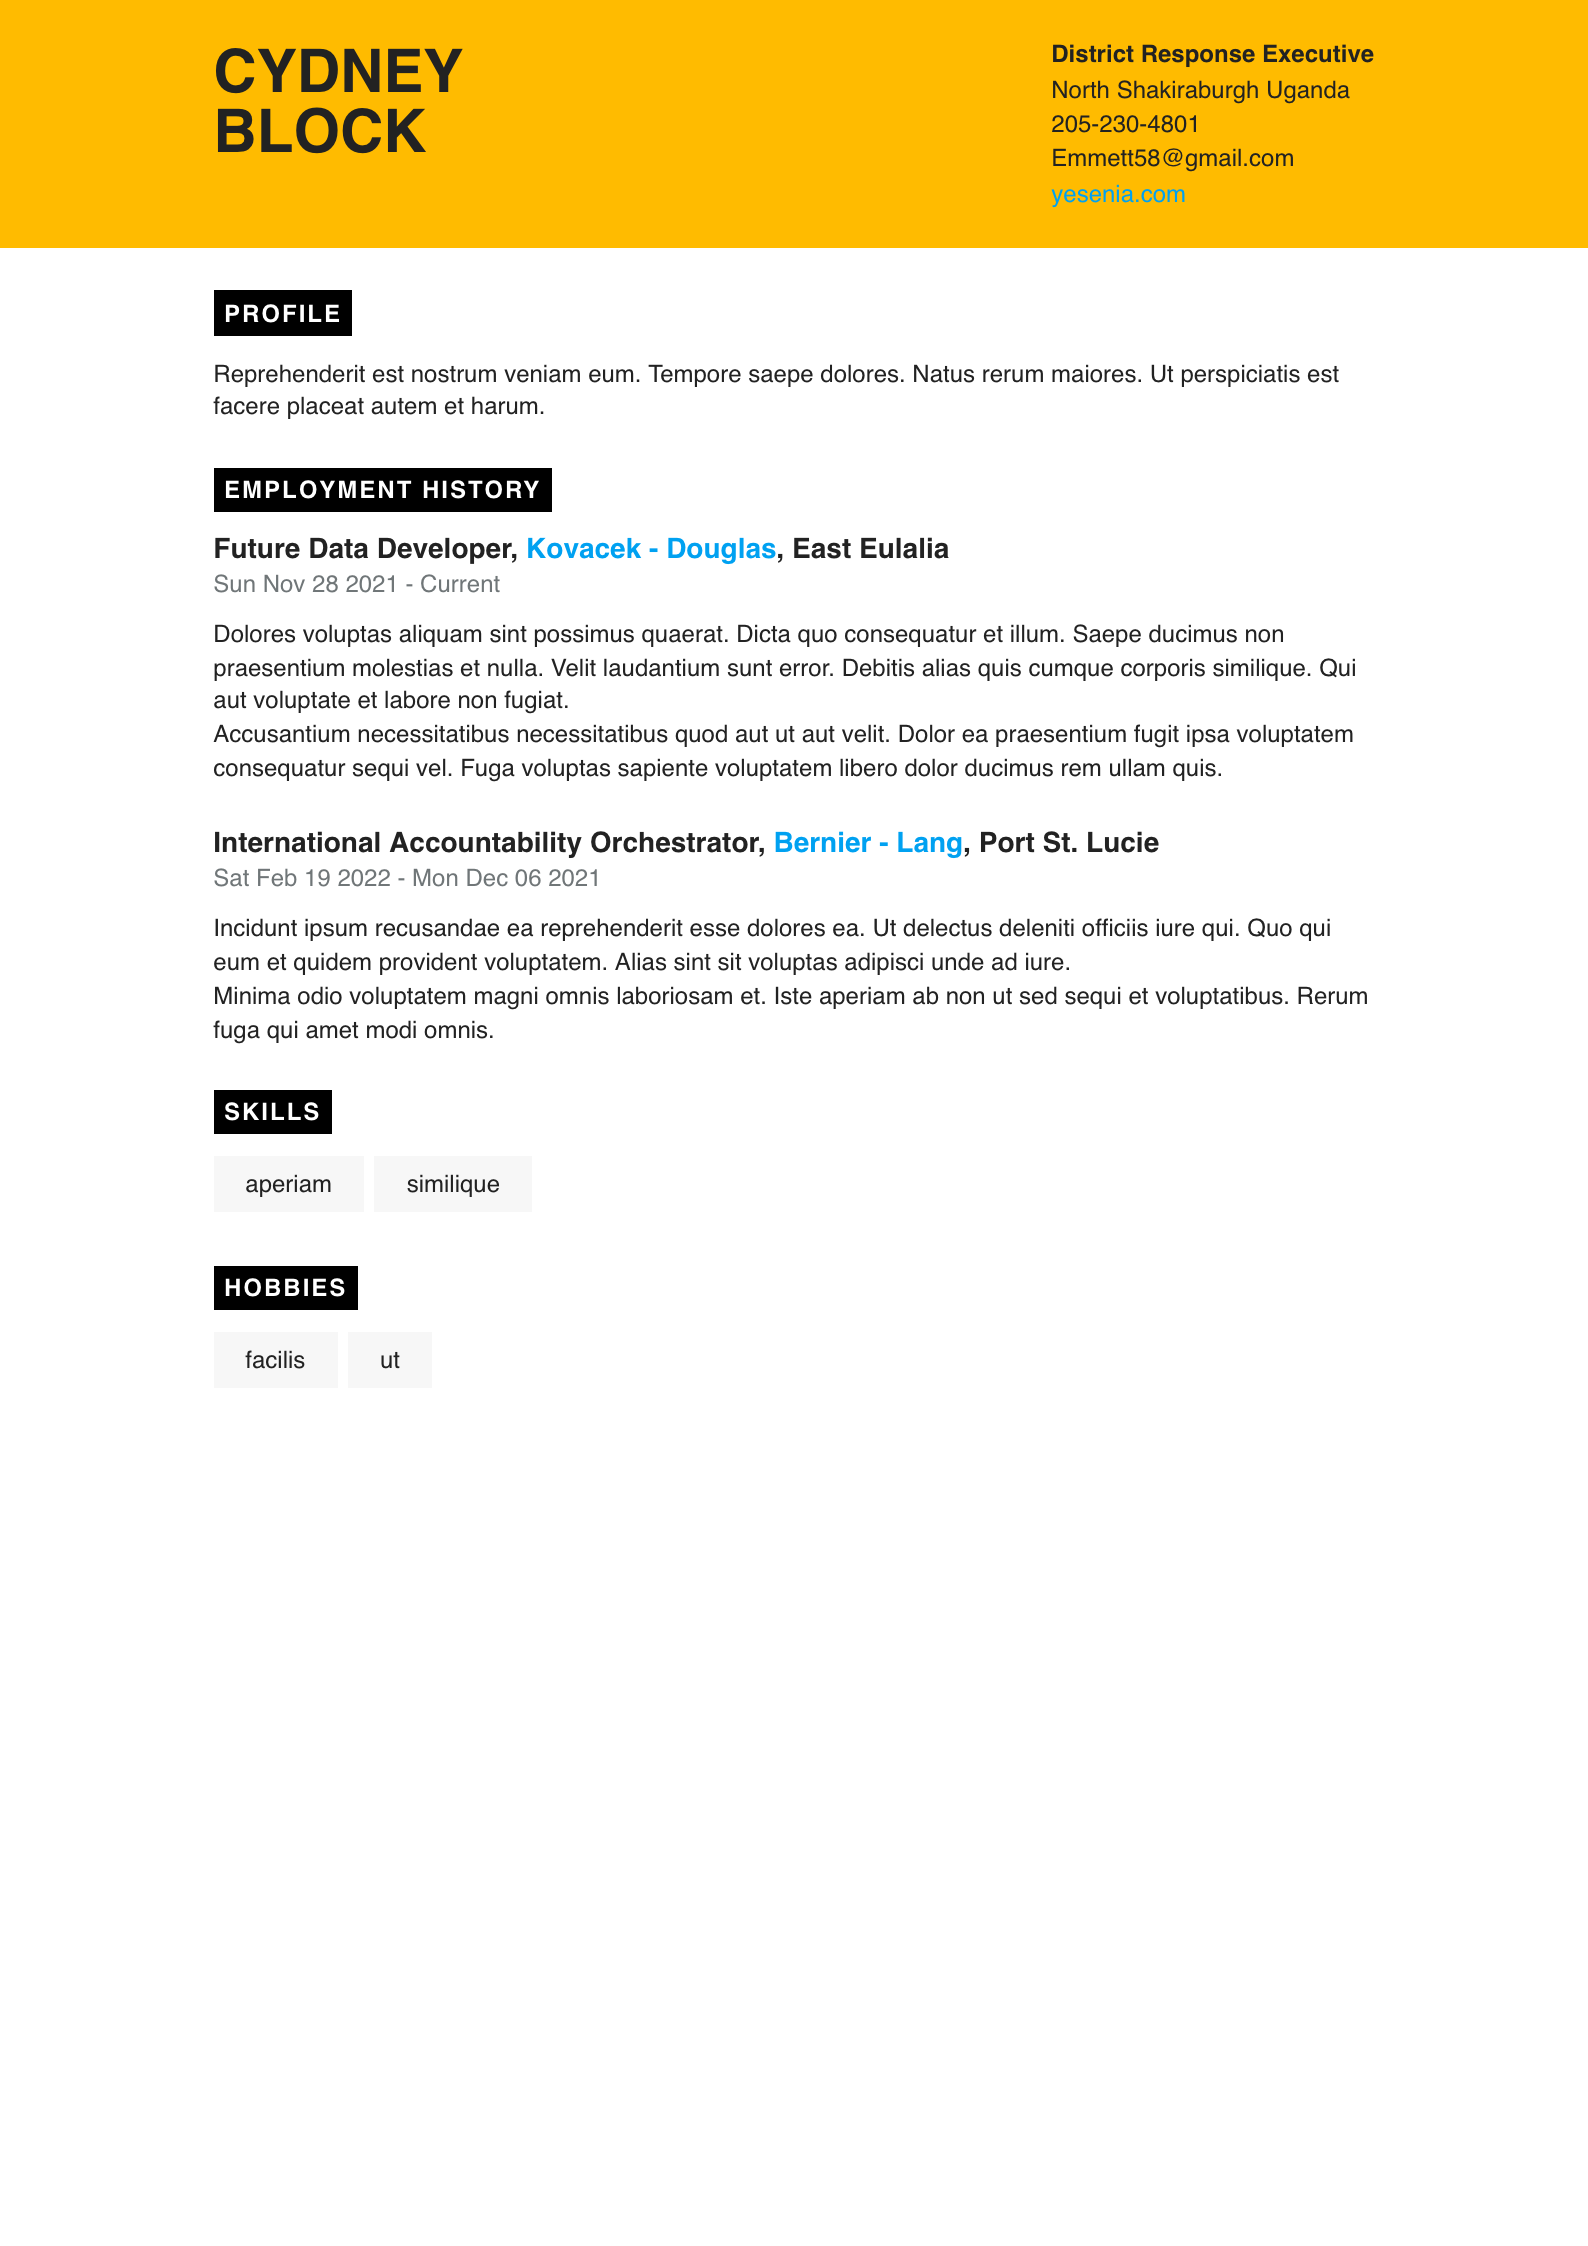 CYDNEY
BLOCK
District Response Executive
North Shakiraburgh Uganda
205-230-4801
Emmett58@gmail.com
yesenia.com
PROFILE
Reprehenderit est nostrum veniam eum. Tempore saepe dolores. Natus rerum maiores. Ut perspiciatis est
facere placeat autem et harum.
EMPLOYMENT HISTORY
Future Data Developer, Kovacek - Douglas, East Eulalia
Sun Nov 28 2021 - Current
Dolores voluptas aliquam sint possimus quaerat. Dicta quo consequatur et illum. Saepe ducimus non
praesentium molestias et nulla. Velit laudantium sunt error. Debitis alias quis cumque corporis similique. Qui
aut voluptate et labore non fugiat.
Accusantium necessitatibus necessitatibus quod aut ut aut velit. Dolor ea praesentium fugit ipsa voluptatem
consequatur sequi vel. Fuga voluptas sapiente voluptatem libero dolor ducimus rem ullam quis.
International Accountability Orchestrator, Bernier - Lang, Port St. Lucie
Sat Feb 19 2022 - Mon Dec 06 2021
Incidunt ipsum recusandae ea reprehenderit esse dolores ea. Ut delectus deleniti officiis iure qui. Quo qui
eum et quidem provident voluptatem. Alias sint sit voluptas adipisci unde ad iure.
Minima odio voluptatem magni omnis laboriosam et. Iste aperiam ab non ut sed sequi et voluptatibus. Rerum
fuga qui amet modi omnis.
SKILLS
aperiam similique
HOBBIES
facilis ut